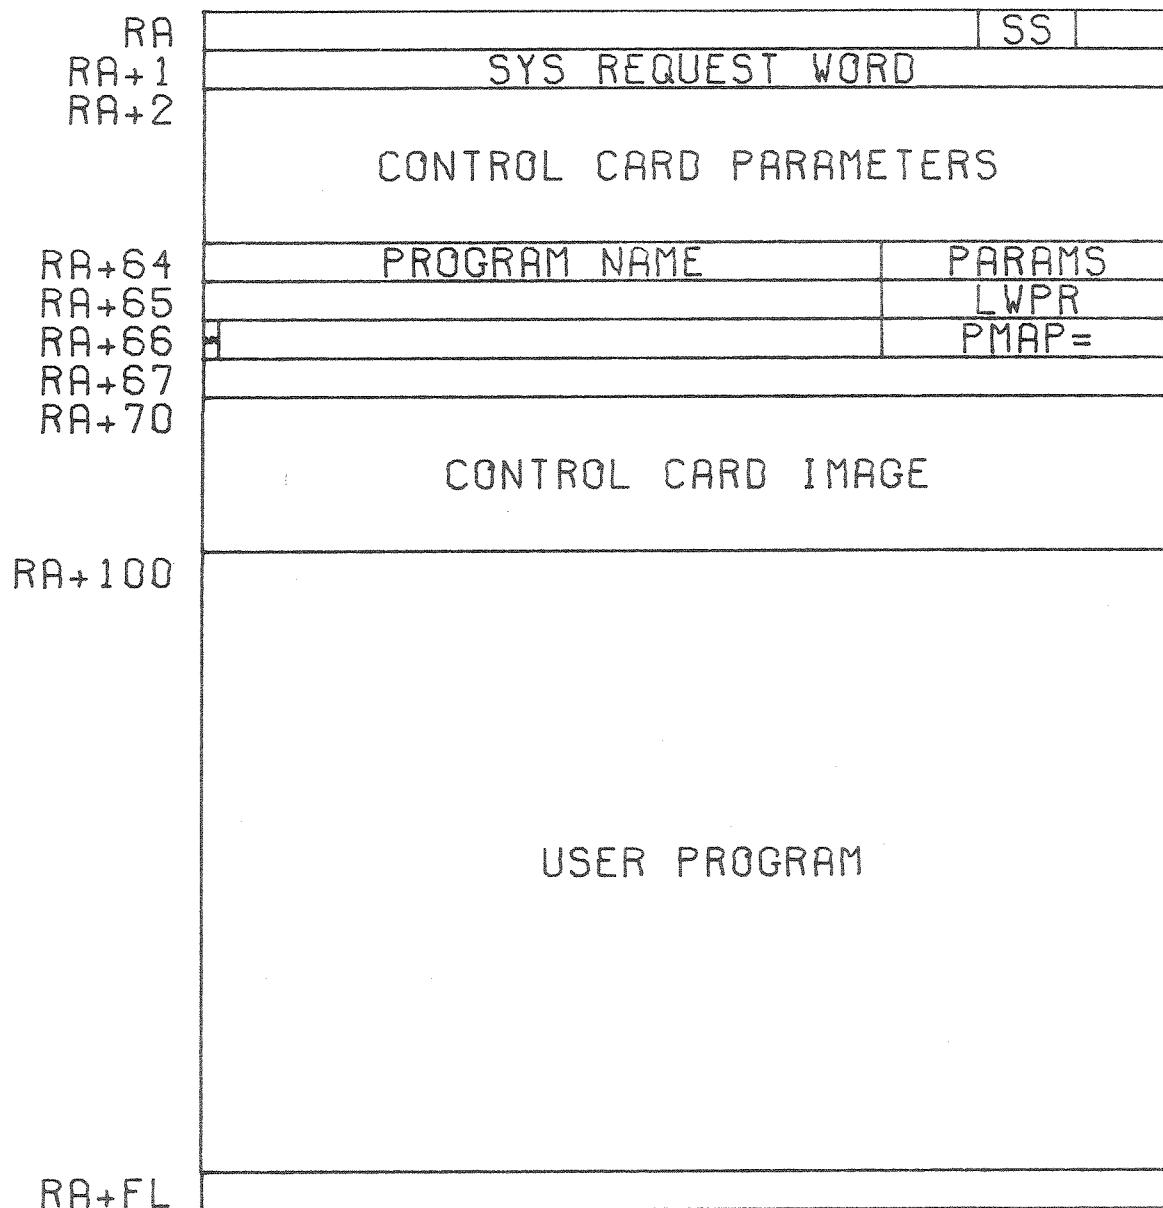 RA SS
RA+1 SYS REQUEST WORD
RA+2
CONTROL CARD PARAMETERS
RA+64 PROGRAM NAME PARAMS
RA+65 LWPR
RA+66 PMAP=
RA+67
RA+70
CONTROL CARD IMAGE
RA+100
USER PROGRAM
RA+FL